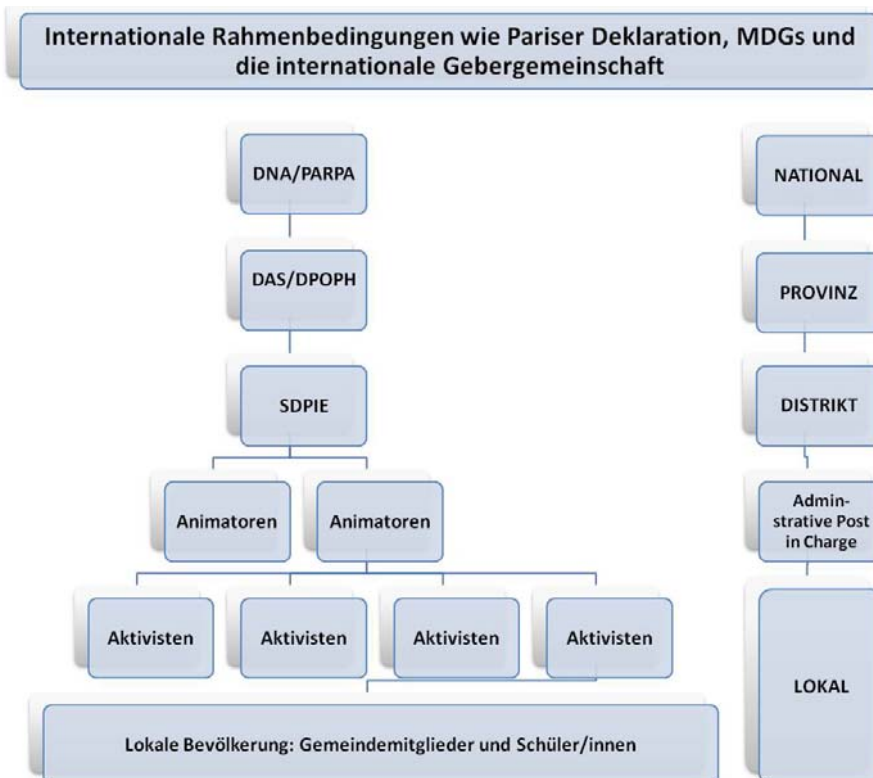 Internationale Rahmenbedingungen wie Pariser Deklaration, MDGs und
die internationale Gebergemeinschaft
DNA/PARPA
NATIONAL
DAS/DPOPH
PROVINZ
SDPIE
DISTRIKT
Animatoren
Animatoren
Admin-
strative Post
in Charge
Aktivisten
Aktivisten
Aktivisten
Aktivisten
LOKAL
Lokale Bevölkerung: Gemeindemitglieder und Schüler/innen